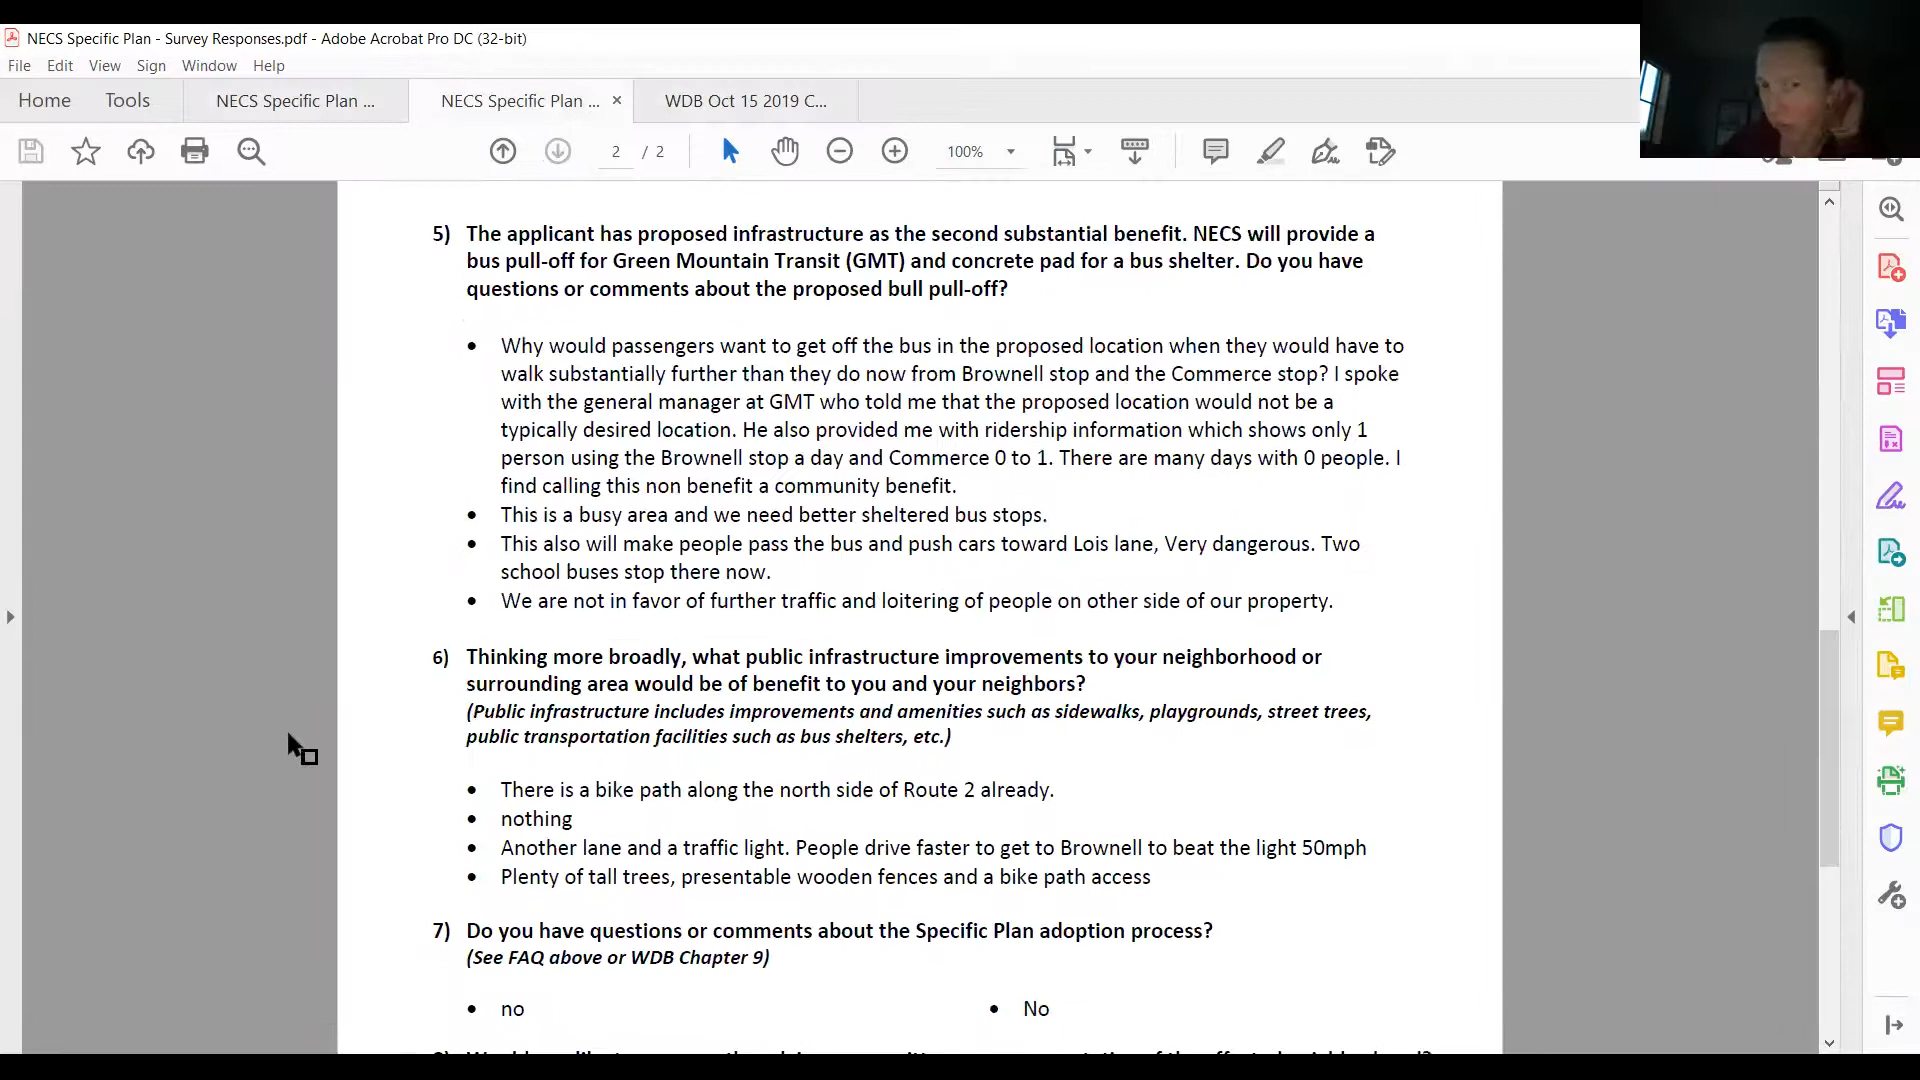 NECS Specific Plan - Survey Responses.pdf - Adobe Acrobat Pro DC (32-bit)
File Edit View Sign Window Help
Home Tools NECS Specific Plan ... NECS Specific Plan ... × WDB Oct 15 2019 C...
2 / 2 100%
5) The applicant has proposed infrastructure as the second substantial benefit. NECS will provide a
bus pull-off for Green Mountain Transit (GMT) and concrete pad for a bus shelter. Do you have
questions or comments about the proposed bull pull-off?
• Why would passengers want to get off the bus in the proposed location when they would have to
walk substantially further than they do now from Brownell stop and the Commerce stop? I spoke
with the general manager at GMT who told me that the proposed location would not be a
typically desired location. He also provided me with ridership information which shows only 1
person using the Brownell stop a day and Commerce 0 to 1. There are many days with 0 people. I
find calling this non benefit a community benefit.
• This is a busy area and we need better sheltered bus stops.
• This also will make people pass the bus and push cars toward Lois lane, Very dangerous. Two
school buses stop there now.
• We are not in favor of further traffic and loitering of people on other side of our property.
6) Thinking more broadly, what public infrastructure improvements to your neighborhood or
surrounding area would be of benefit to you and your neighbors?
(Public infrastructure includes improvements and amenities such as sidewalks, playgrounds, street trees,
public transportation facilities such as bus shelters, etc.)
• There is a bike path along the north side of Route 2 already.
• nothing
• Another lane and a traffic light. People drive faster to get to Brownell to beat the light 50mph
• Plenty of tall trees, presentable wooden fences and a bike path access
7) Do you have questions or comments about the Specific Plan adoption process?
(See FAQ above or WDB Chapter 9)
• no • No